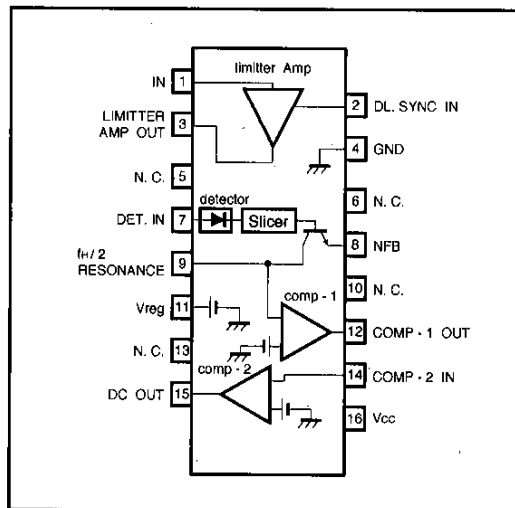 limitter Amp
IN 1
2 DL. SYNC IN
LIMITTER
AMP OUT 3
4 GND
N. C. 5
6 N. C.
detector
DET. IN 7
Slicer
8 NFB
fH/2
RESONANCE 9
10 N. C.
comp - 1
Vreg 11
12 COMP - 1 OUT
N. C. 13
comp - 2
14 COMP - 2 IN
DC OUT 15
16 Vcc